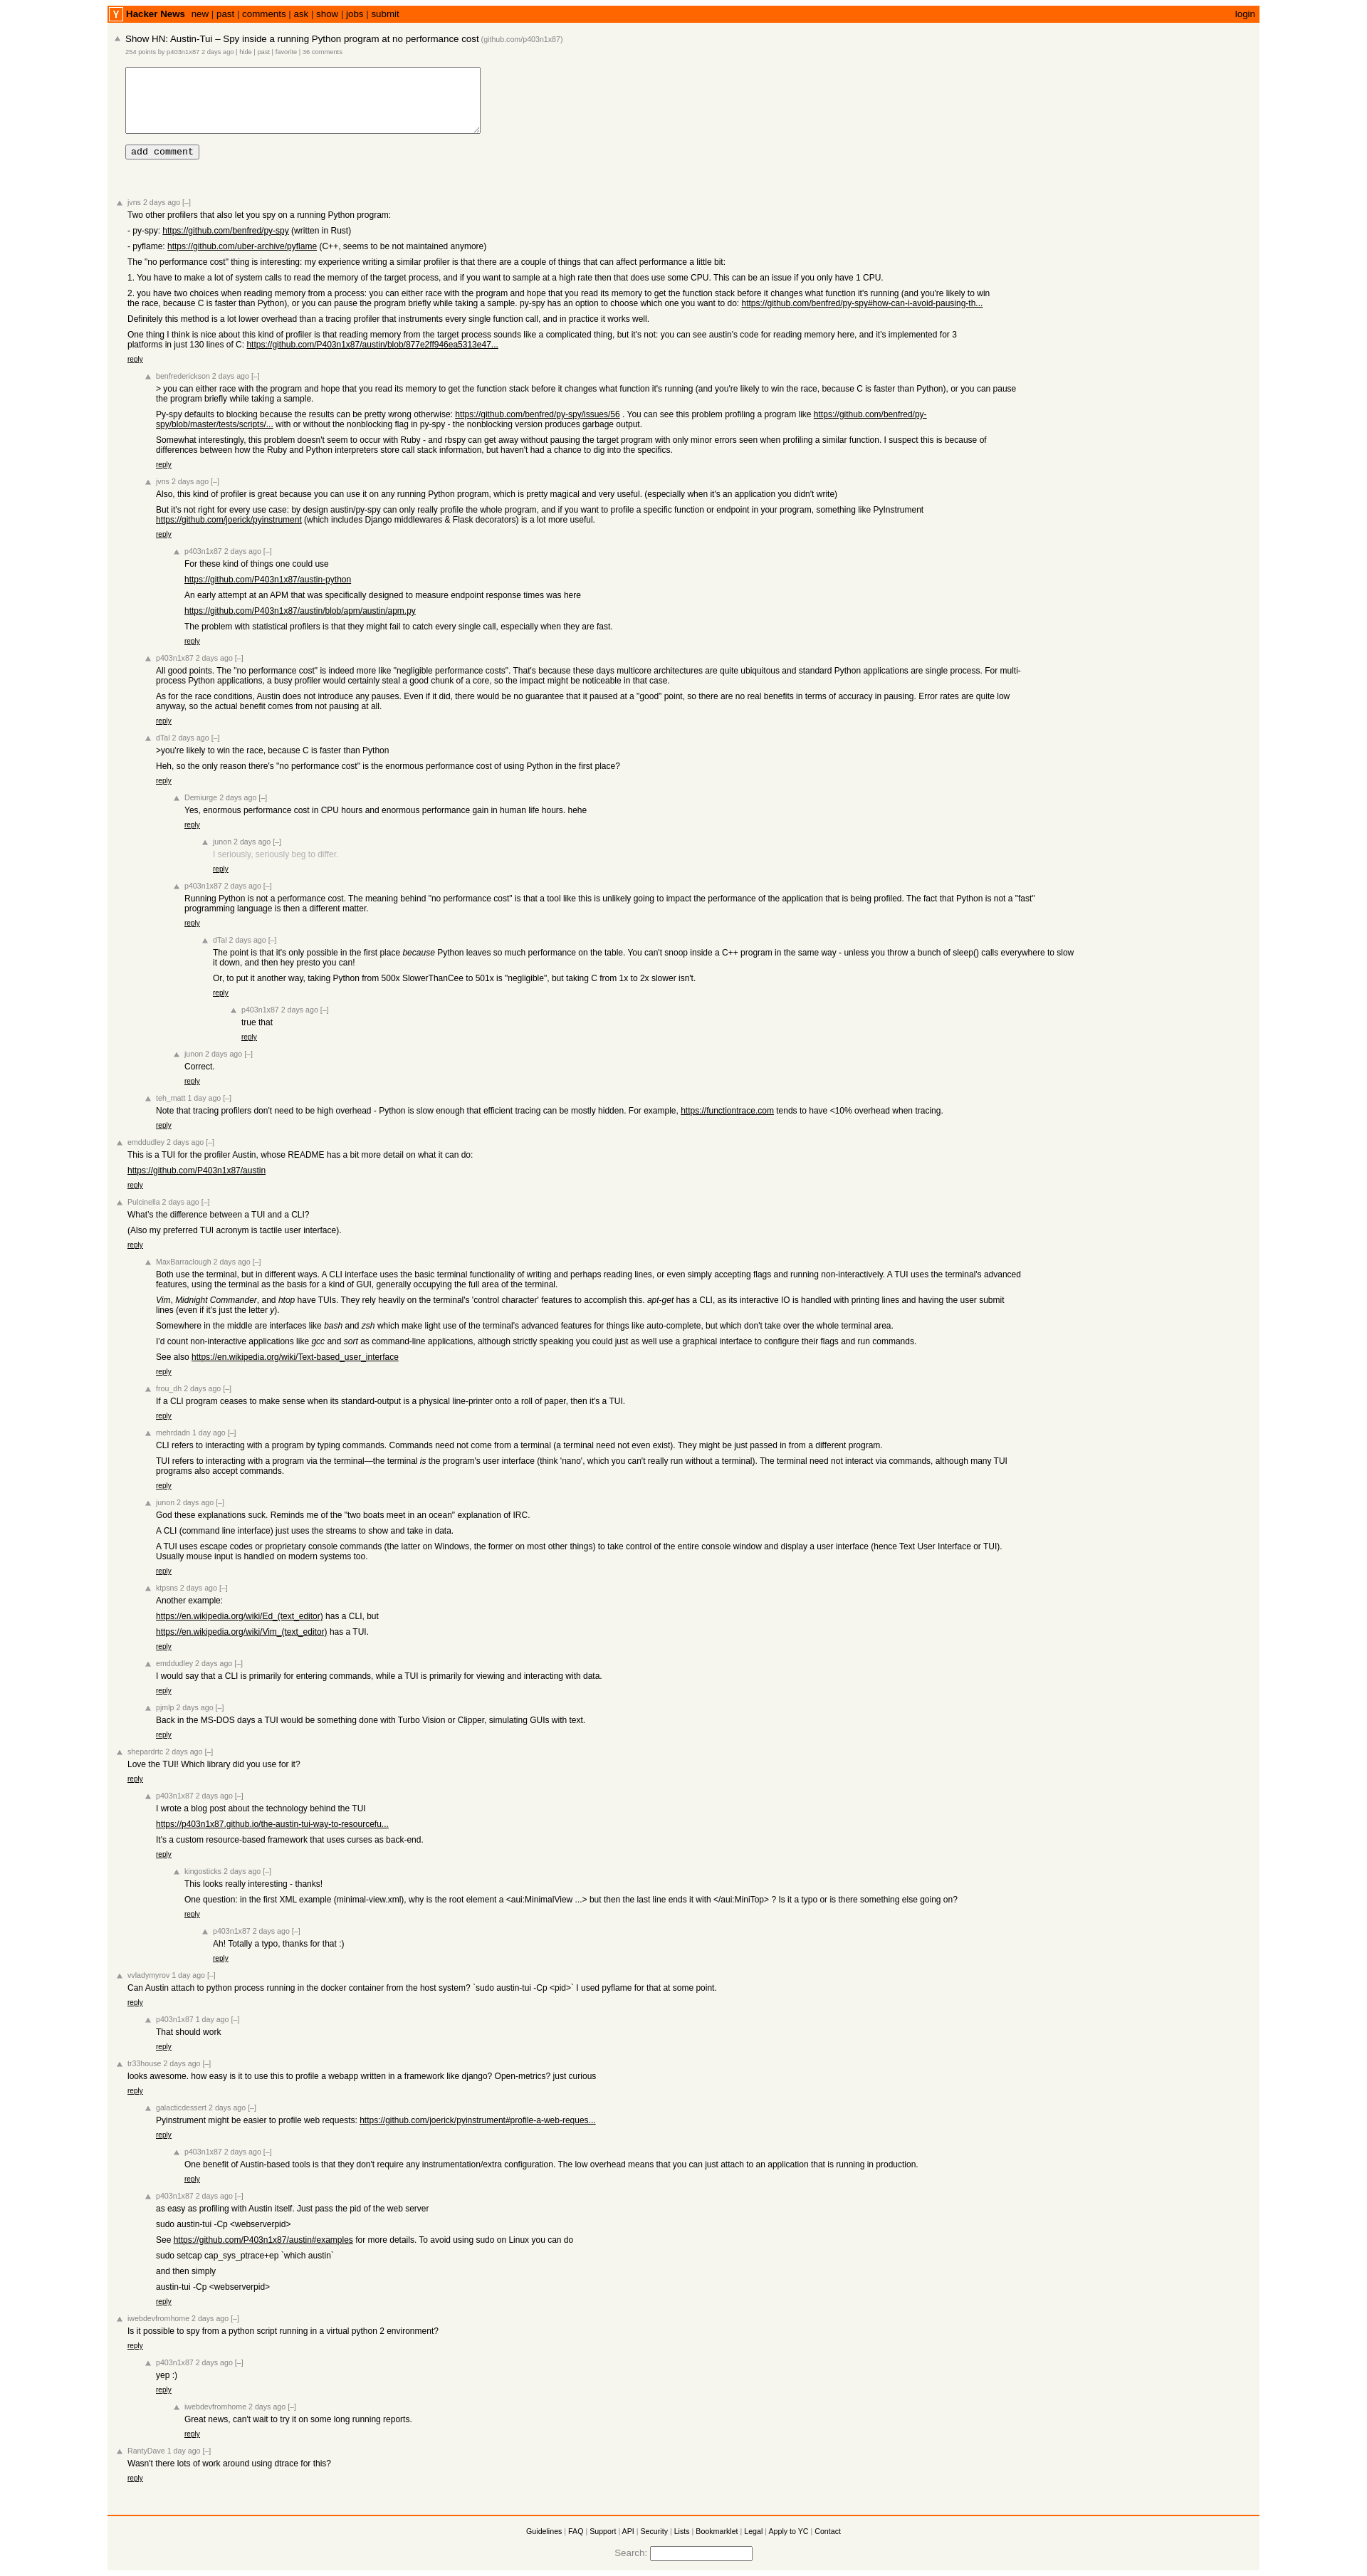 Y Hacker News new | past | comments | ask | show | jobs | submit login
Show HN: Austin-Tui – Spy inside a running Python program at no performance cost (github.com/p403n1x87)
254 points by p403n1x87 2 days ago | hide | past | favorite | 36 comments
add comment
jvns 2 days ago [–]
Two other profilers that also let you spy on a running Python program:
- py-spy: https://github.com/benfred/py-spy (written in Rust)
- pyflame: https://github.com/uber-archive/pyflame (C++, seems to be not maintained anymore)
The "no performance cost" thing is interesting: my experience writing a similar profiler is that there are a couple of things that can affect performance a little bit:
1. You have to make a lot of system calls to read the memory of the target process, and if you want to sample at a high rate then that does use some CPU. This can be an issue if you only have 1 CPU.
2. you have two choices when reading memory from a process: you can either race with the program and hope that you read its memory to get the function stack before it changes what function it's running (and you're likely to win
the race, because C is faster than Python), or you can pause the program briefly while taking a sample. py-spy has an option to choose which one you want to do: https://github.com/benfred/py-spy#how-can-i-avoid-pausing-th...
Definitely this method is a lot lower overhead than a tracing profiler that instruments every single function call, and in practice it works well.
One thing I think is nice about this kind of profiler is that reading memory from the target process sounds like a complicated thing, but it's not: you can see austin's code for reading memory here, and it's implemented for 3
platforms in just 130 lines of C: https://github.com/P403n1x87/austin/blob/877e2ff946ea5313e47...
reply
benfrederickson 2 days ago [–]
> you can either race with the program and hope that you read its memory to get the function stack before it changes what function it's running (and you're likely to win the race, because C is faster than Python), or you can pause
the program briefly while taking a sample.
Py-spy defaults to blocking because the results can be pretty wrong otherwise: https://github.com/benfred/py-spy/issues/56 . You can see this problem profiling a program like https://github.com/benfred/py-
spy/blob/master/tests/scripts/... with or without the nonblocking flag in py-spy - the nonblocking version produces garbage output.
Somewhat interestingly, this problem doesn't seem to occur with Ruby - and rbspy can get away without pausing the target program with only minor errors seen when profiling a similar function. I suspect this is because of
differences between how the Ruby and Python interpreters store call stack information, but haven't had a chance to dig into the specifics.
reply
jvns 2 days ago [–]
Also, this kind of profiler is great because you can use it on any running Python program, which is pretty magical and very useful. (especially when it's an application you didn't write)
But it's not right for every use case: by design austin/py-spy can only really profile the whole program, and if you want to profile a specific function or endpoint in your program, something like PyInstrument
https://github.com/joerick/pyinstrument (which includes Django middlewares & Flask decorators) is a lot more useful.
reply
p403n1x87 2 days ago [–]
For these kind of things one could use
https://github.com/P403n1x87/austin-python
An early attempt at an APM that was specifically designed to measure endpoint response times was here
https://github.com/P403n1x87/austin/blob/apm/austin/apm.py
The problem with statistical profilers is that they might fail to catch every single call, especially when they are fast.
reply
p403n1x87 2 days ago [–]
All good points. The "no performance cost" is indeed more like "negligible performance costs". That's because these days multicore architectures are quite ubiquitous and standard Python applications are single process. For multi-
process Python applications, a busy profiler would certainly steal a good chunk of a core, so the impact might be noticeable in that case.
As for the race conditions, Austin does not introduce any pauses. Even if it did, there would be no guarantee that it paused at a "good" point, so there are no real benefits in terms of accuracy in pausing. Error rates are quite low
anyway, so the actual benefit comes from not pausing at all.
reply
dTal 2 days ago [–]
>you're likely to win the race, because C is faster than Python
Heh, so the only reason there's "no performance cost" is the enormous performance cost of using Python in the first place?
reply
Demiurge 2 days ago [–]
Yes, enormous performance cost in CPU hours and enormous performance gain in human life hours. hehe
reply
junon 2 days ago [–]
I seriously, seriously beg to differ.
reply
p403n1x87 2 days ago [–]
Running Python is not a performance cost. The meaning behind "no performance cost" is that a tool like this is unlikely going to impact the performance of the application that is being profiled. The fact that Python is not a "fast"
programming language is then a different matter.
reply
dTal 2 days ago [–]
The point is that it's only possible in the first place because Python leaves so much performance on the table. You can't snoop inside a C++ program in the same way - unless you throw a bunch of sleep() calls everywhere to slow
it down, and then hey presto you can!
Or, to put it another way, taking Python from 500x SlowerThanCee to 501x is "negligible", but taking C from 1x to 2x slower isn't.
reply
p403n1x87 2 days ago [–]
true that
reply
junon 2 days ago [–]
Correct.
reply
teh_matt 1 day ago [–]
Note that tracing profilers don't need to be high overhead - Python is slow enough that efficient tracing can be mostly hidden. For example, https://functiontrace.com tends to have <10% overhead when tracing.
reply
emddudley 2 days ago [–]
This is a TUI for the profiler Austin, whose README has a bit more detail on what it can do:
https://github.com/P403n1x87/austin
reply
Pulcinella 2 days ago [–]
What's the difference between a TUI and a CLI?
(Also my preferred TUI acronym is tactile user interface).
reply
MaxBarraclough 2 days ago [–]
Both use the terminal, but in different ways. A CLI interface uses the basic terminal functionality of writing and perhaps reading lines, or even simply accepting flags and running non-interactively. A TUI uses the terminal's advanced
features, using the terminal as the basis for a kind of GUI, generally occupying the full area of the terminal.
Vim, Midnight Commander, and htop have TUIs. They rely heavily on the terminal's 'control character' features to accomplish this. apt-get has a CLI, as its interactive IO is handled with printing lines and having the user submit
lines (even if it's just the letter y).
Somewhere in the middle are interfaces like bash and zsh which make light use of the terminal's advanced features for things like auto-complete, but which don't take over the whole terminal area.
I'd count non-interactive applications like gcc and sort as command-line applications, although strictly speaking you could just as well use a graphical interface to configure their flags and run commands.
See also https://en.wikipedia.org/wiki/Text-based_user_interface
reply
frou_dh 2 days ago [–]
If a CLI program ceases to make sense when its standard-output is a physical line-printer onto a roll of paper, then it's a TUI.
reply
mehrdadn 1 day ago [–]
CLI refers to interacting with a program by typing commands. Commands need not come from a terminal (a terminal need not even exist). They might be just passed in from a different program.
TUI refers to interacting with a program via the terminal—the terminal is the program's user interface (think 'nano', which you can't really run without a terminal). The terminal need not interact via commands, although many TUI
programs also accept commands.
reply
junon 2 days ago [–]
God these explanations suck. Reminds me of the "two boats meet in an ocean" explanation of IRC.
A CLI (command line interface) just uses the streams to show and take in data.
A TUI uses escape codes or proprietary console commands (the latter on Windows, the former on most other things) to take control of the entire console window and display a user interface (hence Text User Interface or TUI).
Usually mouse input is handled on modern systems too.
reply
ktpsns 2 days ago [–]
Another example:
https://en.wikipedia.org/wiki/Ed_(text_editor) has a CLI, but
https://en.wikipedia.org/wiki/Vim_(text_editor) has a TUI.
reply
emddudley 2 days ago [–]
I would say that a CLI is primarily for entering commands, while a TUI is primarily for viewing and interacting with data.
reply
pjmlp 2 days ago [–]
Back in the MS-DOS days a TUI would be something done with Turbo Vision or Clipper, simulating GUIs with text.
reply
shepardrtc 2 days ago [–]
Love the TUI! Which library did you use for it?
reply
p403n1x87 2 days ago [–]
I wrote a blog post about the technology behind the TUI
https://p403n1x87.github.io/the-austin-tui-way-to-resourcefu...
It's a custom resource-based framework that uses curses as back-end.
reply
kingosticks 2 days ago [–]
This looks really interesting - thanks!
One question: in the first XML example (minimal-view.xml), why is the root element a <aui:MinimalView ...> but then the last line ends it with </aui:MiniTop> ? Is it a typo or is there something else going on?
reply
p403n1x87 2 days ago [–]
Ah! Totally a typo, thanks for that :)
reply
vvladymyrov 1 day ago [–]
Can Austin attach to python process running in the docker container from the host system? `sudo austin-tui -Cp <pid>` I used pyflame for that at some point.
reply
p403n1x87 1 day ago [–]
That should work
reply
tr33house 2 days ago [–]
looks awesome. how easy is it to use this to profile a webapp written in a framework like django? Open-metrics? just curious
reply
galacticdessert 2 days ago [–]
Pyinstrument might be easier to profile web requests: https://github.com/joerick/pyinstrument#profile-a-web-reques...
reply
p403n1x87 2 days ago [–]
One benefit of Austin-based tools is that they don't require any instrumentation/extra configuration. The low overhead means that you can just attach to an application that is running in production.
reply
p403n1x87 2 days ago [–]
as easy as profiling with Austin itself. Just pass the pid of the web server
sudo austin-tui -Cp <webserverpid>
See https://github.com/P403n1x87/austin#examples for more details. To avoid using sudo on Linux you can do
sudo setcap cap_sys_ptrace+ep `which austin`
and then simply
austin-tui -Cp <webserverpid>
reply
iwebdevfromhome 2 days ago [–]
Is it possible to spy from a python script running in a virtual python 2 environment?
reply
p403n1x87 2 days ago [–]
yep :)
reply
iwebdevfromhome 2 days ago [–]
Great news, can't wait to try it on some long running reports.
reply
RantyDave 1 day ago [–]
Wasn't there lots of work around using dtrace for this?
reply
Guidelines | FAQ | Support | API | Security | Lists | Bookmarklet | Legal | Apply to YC | Contact
Search: